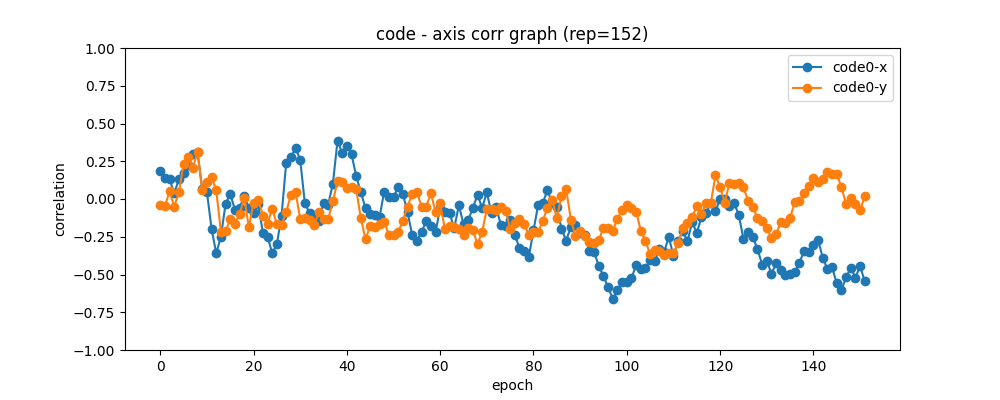 code - axis corr graph (rep=152)
1.00
0.75
0.50
0.25
0.00
−0.25
−0.50
−0.75
−1.00
correlation
code0-x
code0-y
0 20 40 60 80 100 120 140
epoch